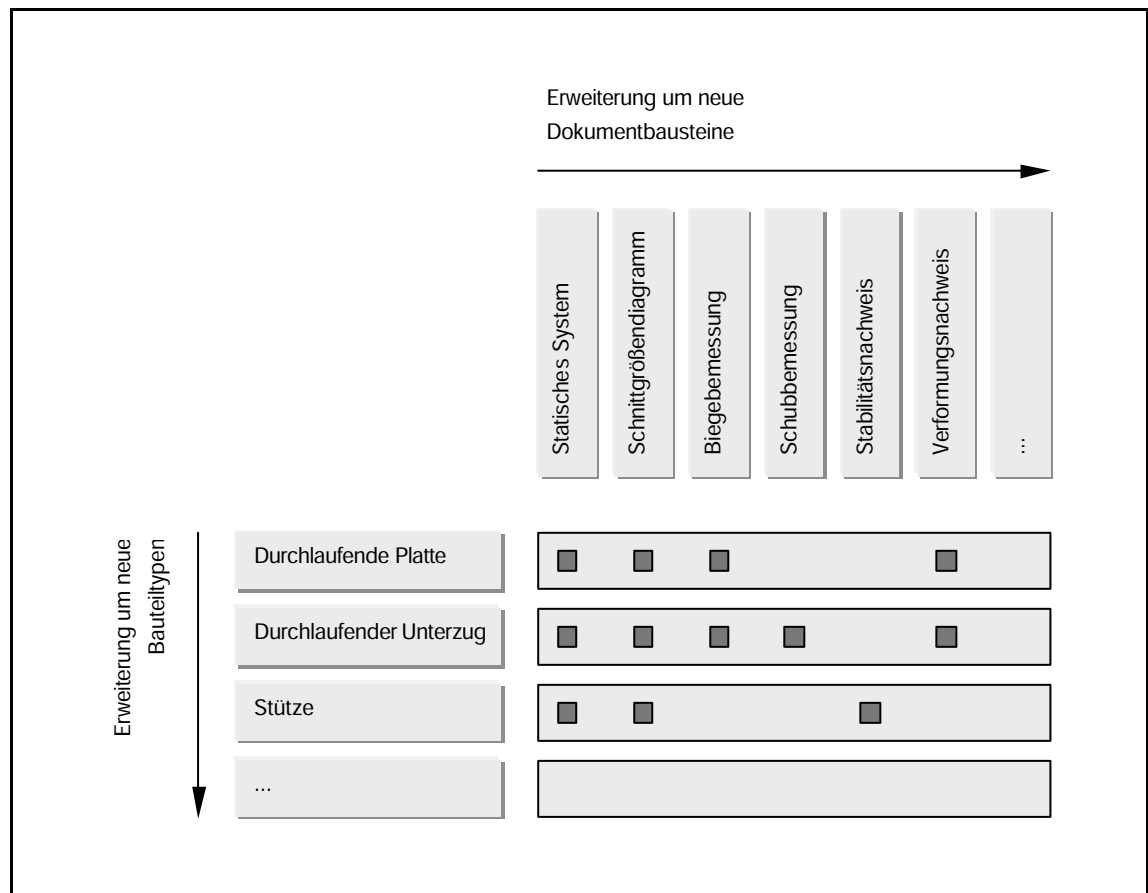 Erweiterung um neue
Dokumentbausteine
Statisches System
Schnittgrößendiagramm
Biegebemessung
Schubbemessung
Stabilitätsnachweis
Verformungsnachweis
...
Erweiterung um neue
Bauteiltypen
Durchlaufende Platte
Durchlaufender Unterzug
Stütze
...